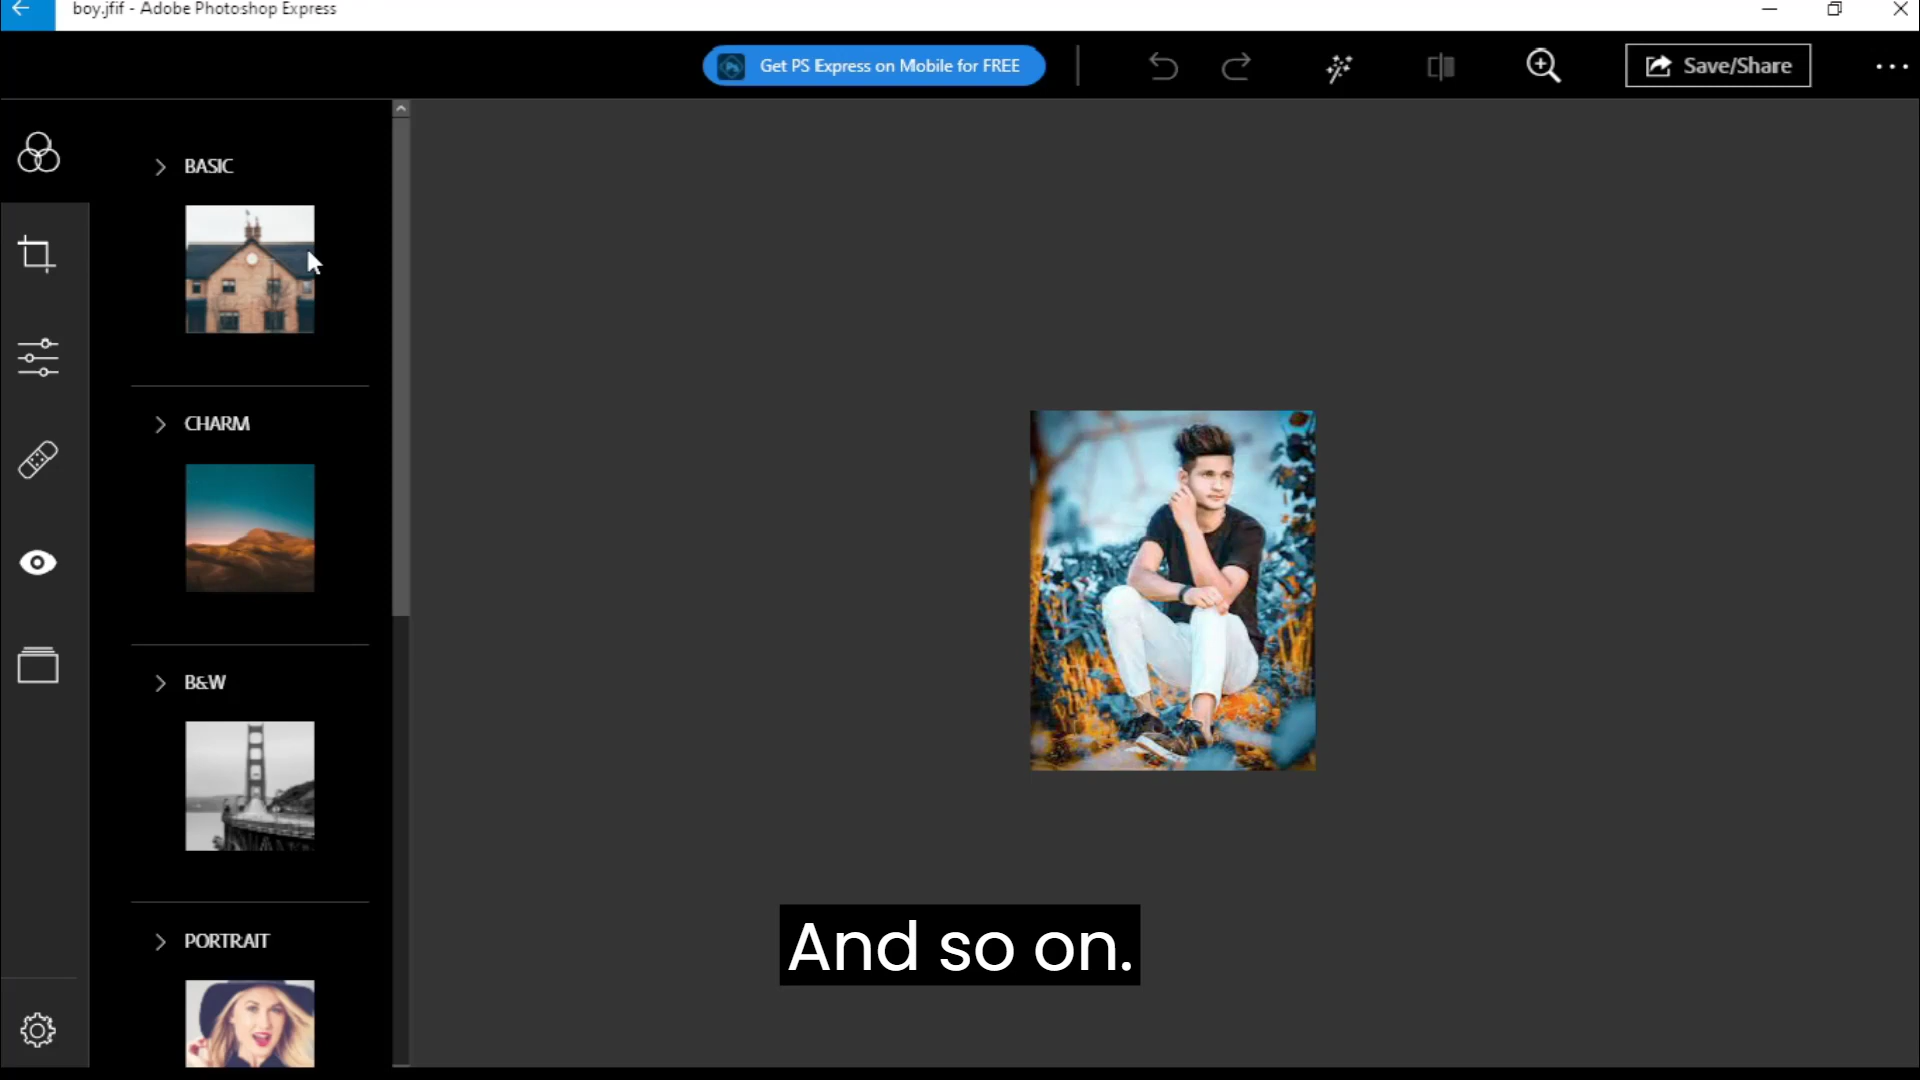 boy.jfif - Adobe Photoshop Express
Get PS Express on Mobile for FREE
Save/Share
BASIC
CHARM
B&W
PORTRAIT
And so on.